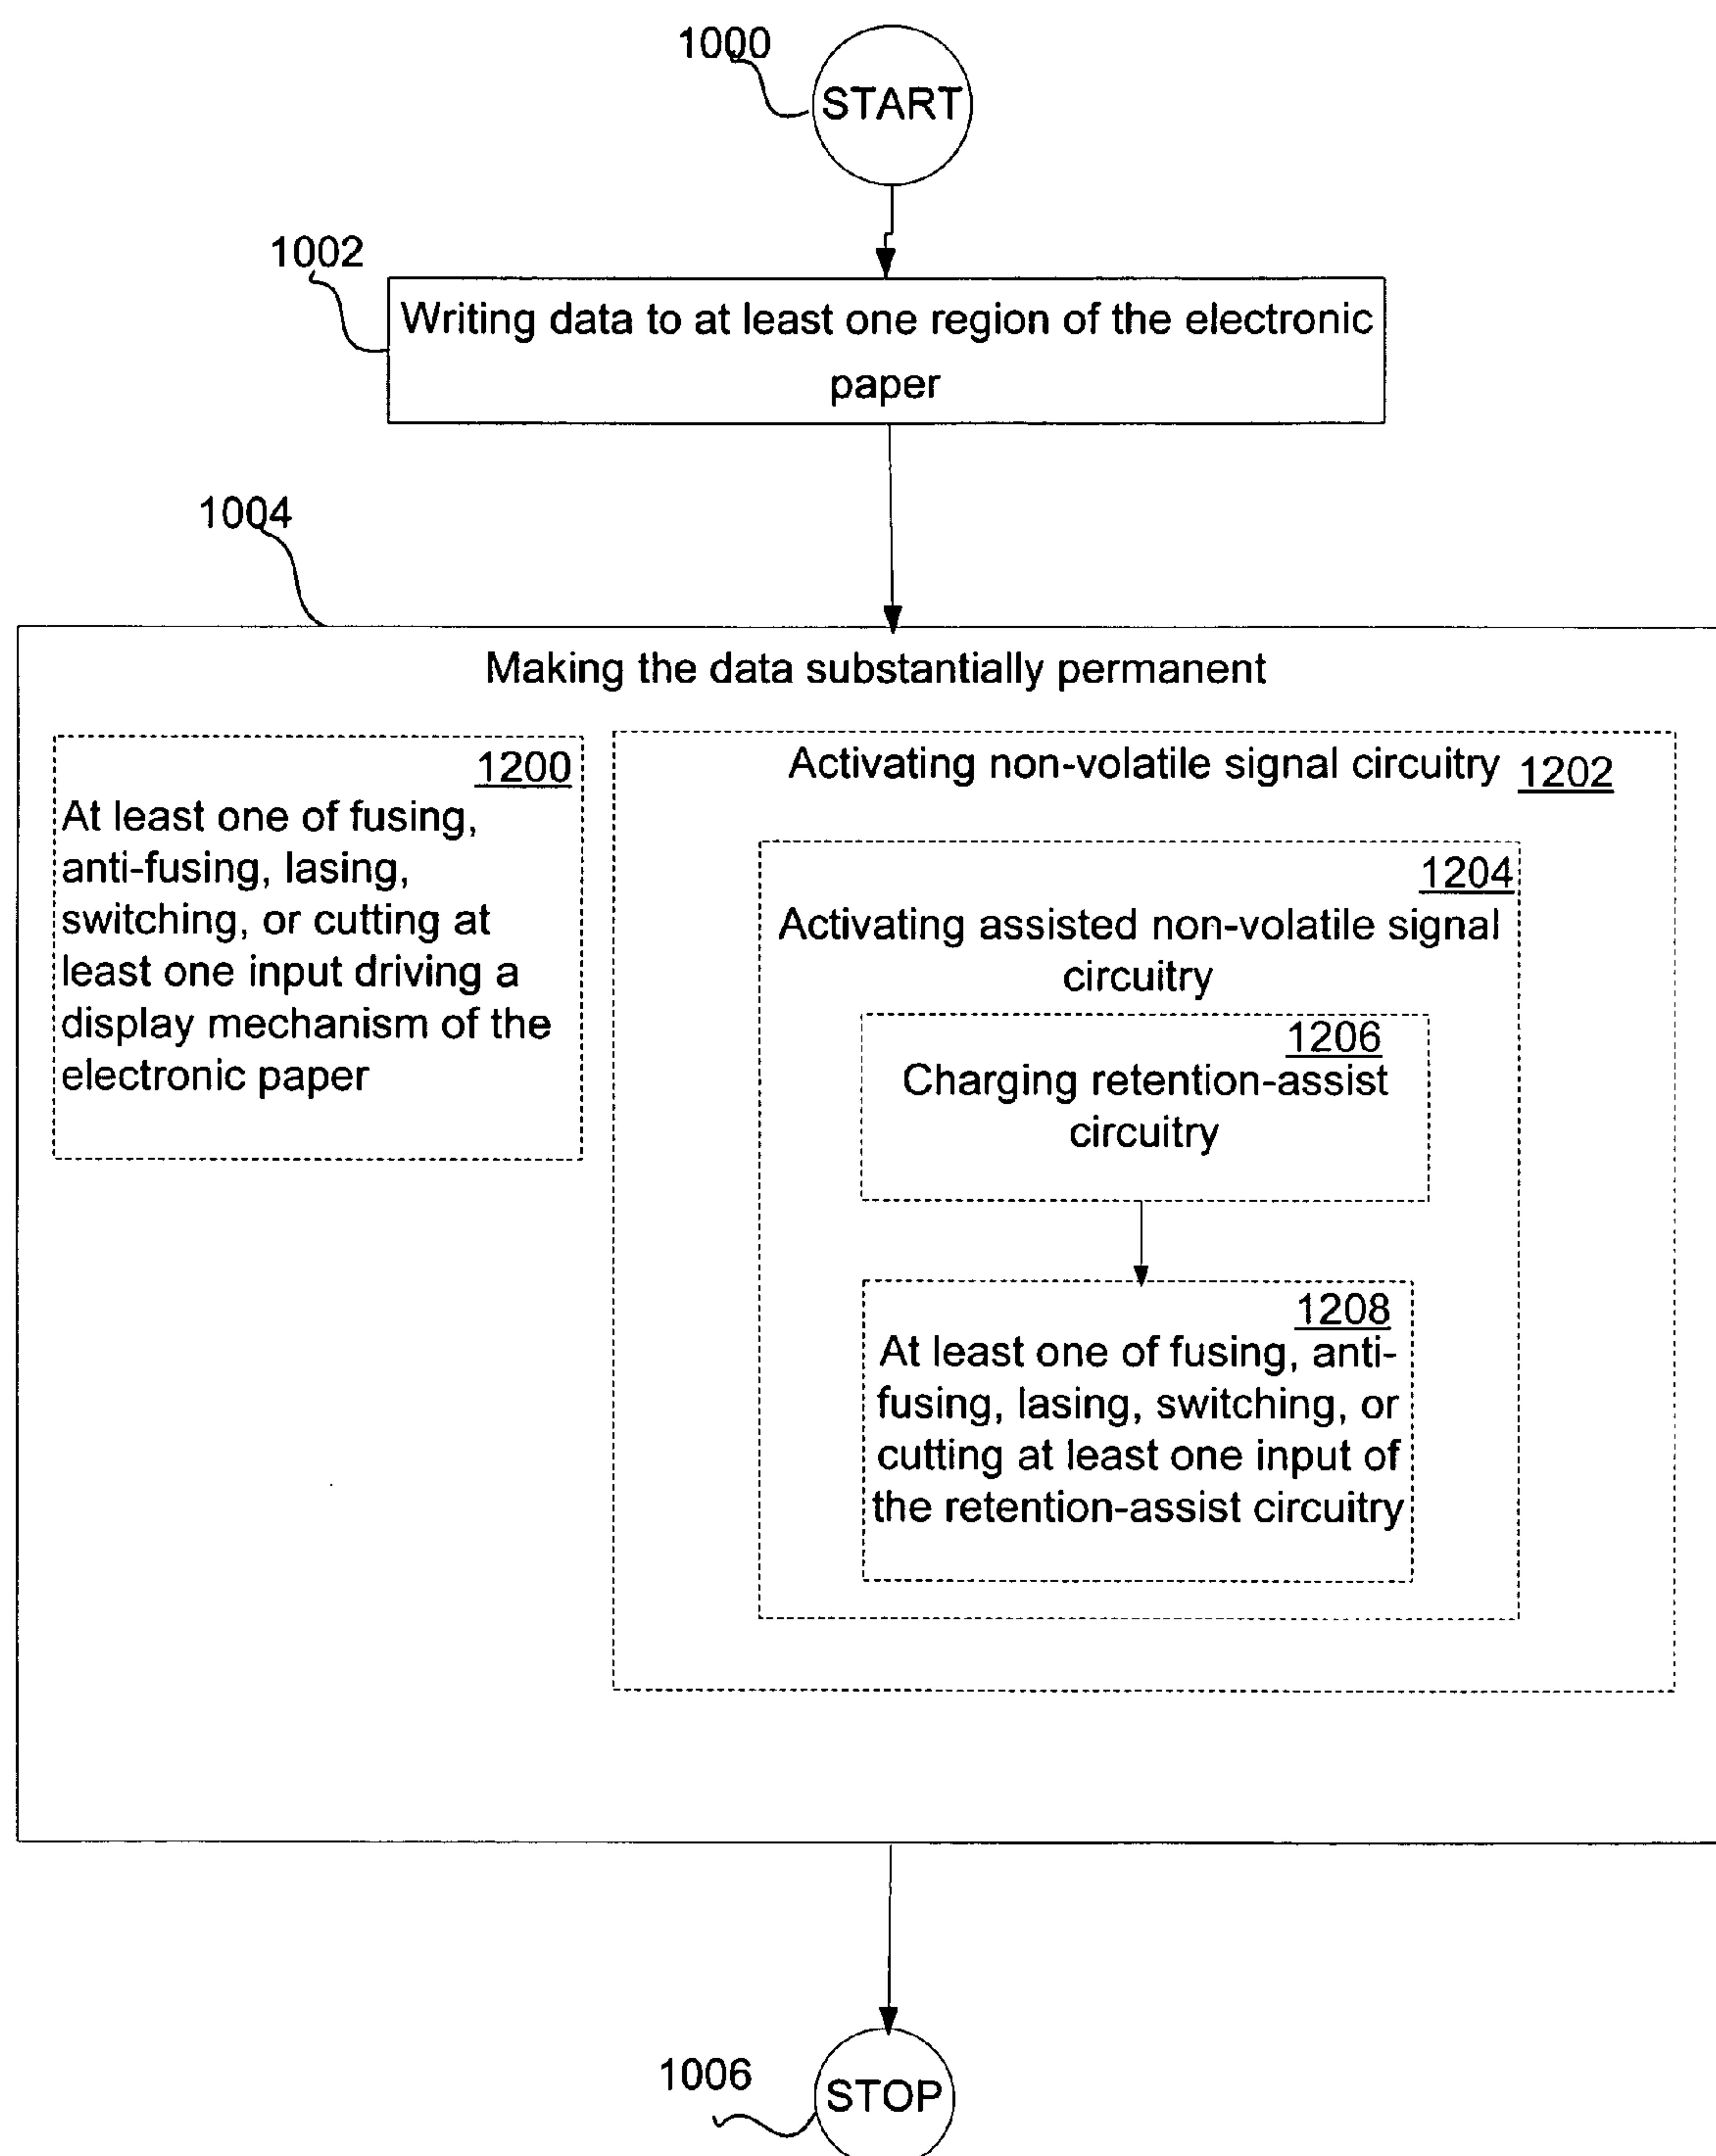 1000
START
1002
Writing data to at least one region of the electronic
paper
1004
Making the data substantially permanent
1200
At least one of fusing,
anti-fusing, lasing,
switching, or cutting at
least one input driving a
display mechanism of the
electronic paper
Activating non-volatile signal circuitry 1202
1204
Activating assisted non-volatile signal
circuitry
1206
Charging retention-assist
circuitry
1208
At least one of fusing, anti-
fusing, lasing, switching, or
cutting at least one input of
the retention-assist circuitry
1006
STOP